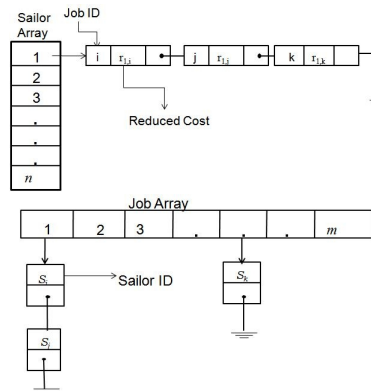 Sailor Array
Job ID
1
i r1,i j r1,j k r1,k
2
3
.
.
.
n
Reduced Cost
Job Array
1 2 3 . . . m
Si
Sailor ID
Sk
Sj